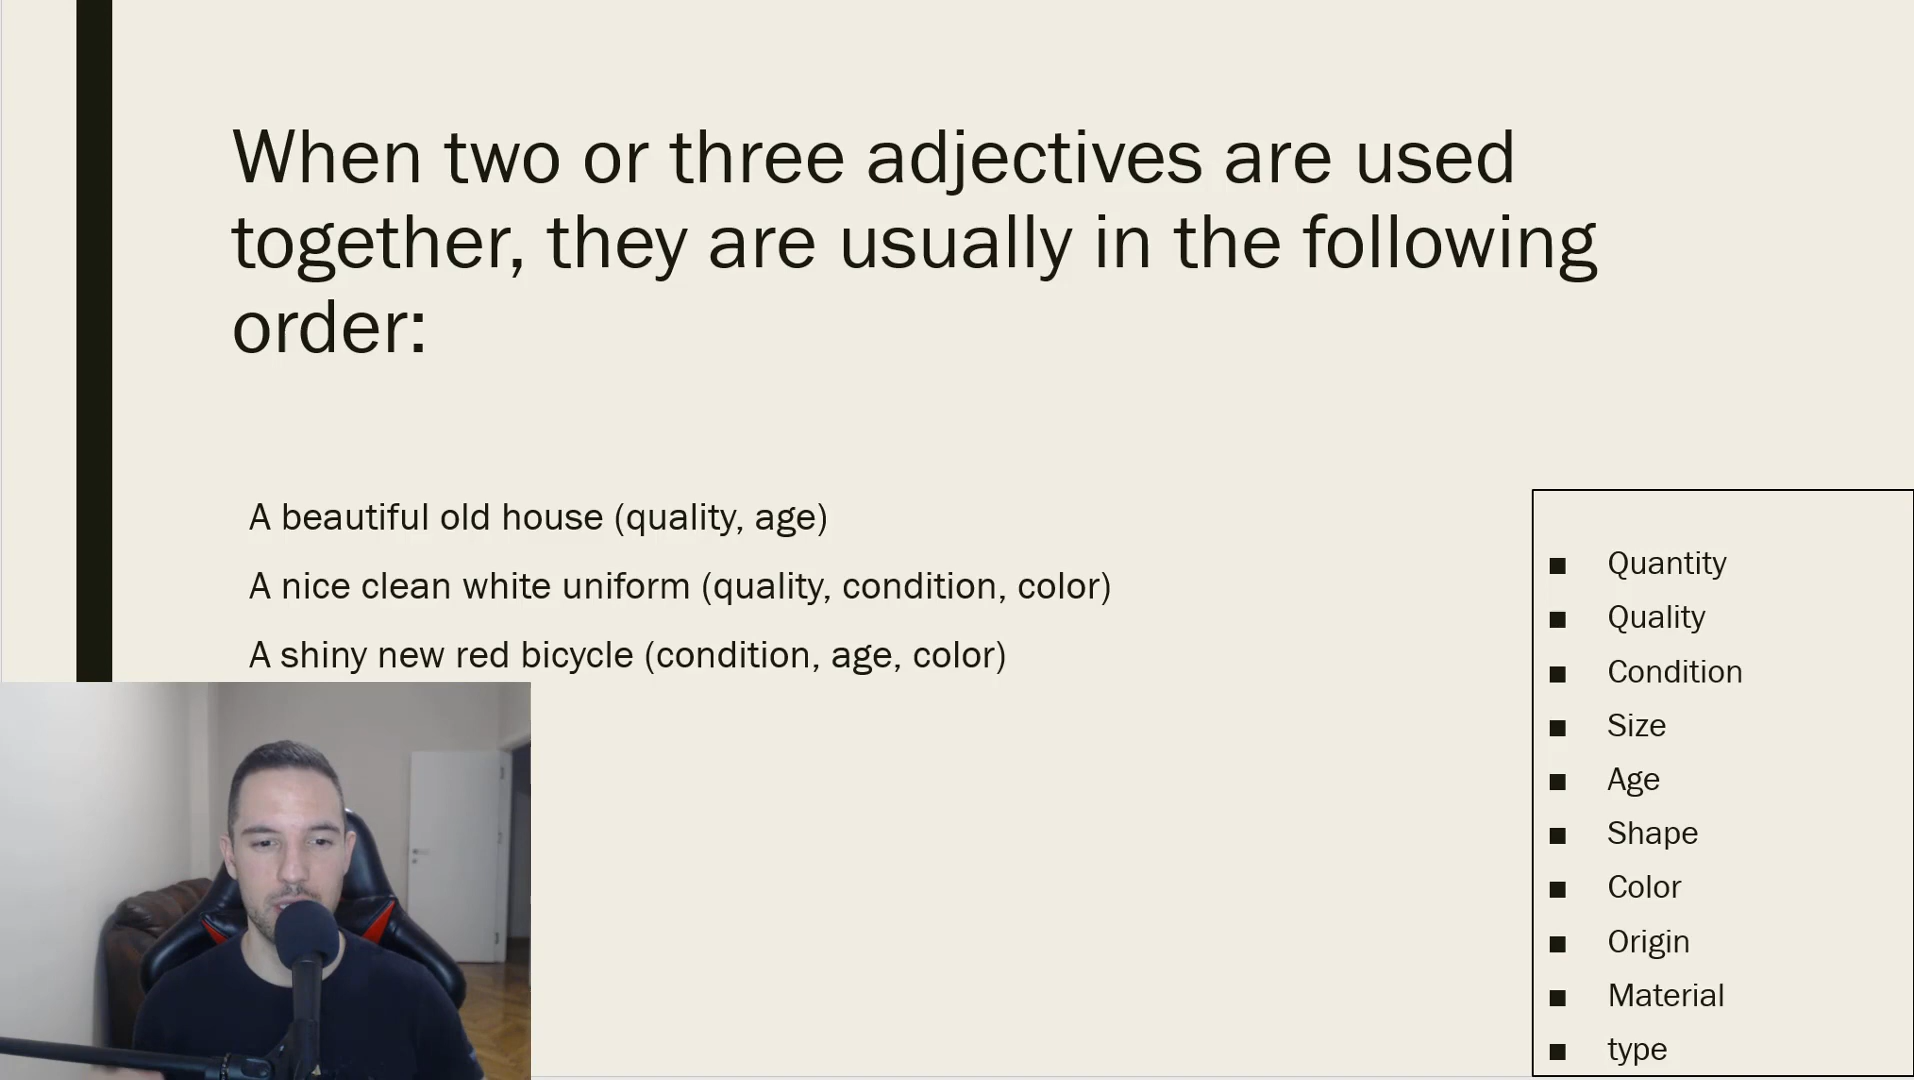 When two or three adjectives are used
together, they are usually in the following
order:
A beautiful old house (quality, age)
A nice clean white uniform (quality, condition, color)
A shiny new red bicycle (condition, age, color)
■ Quantity
■ Quality
■ Condition
■ Size
■ Age
■ Shape
■ Color
■ Origin
■ Material
■ type